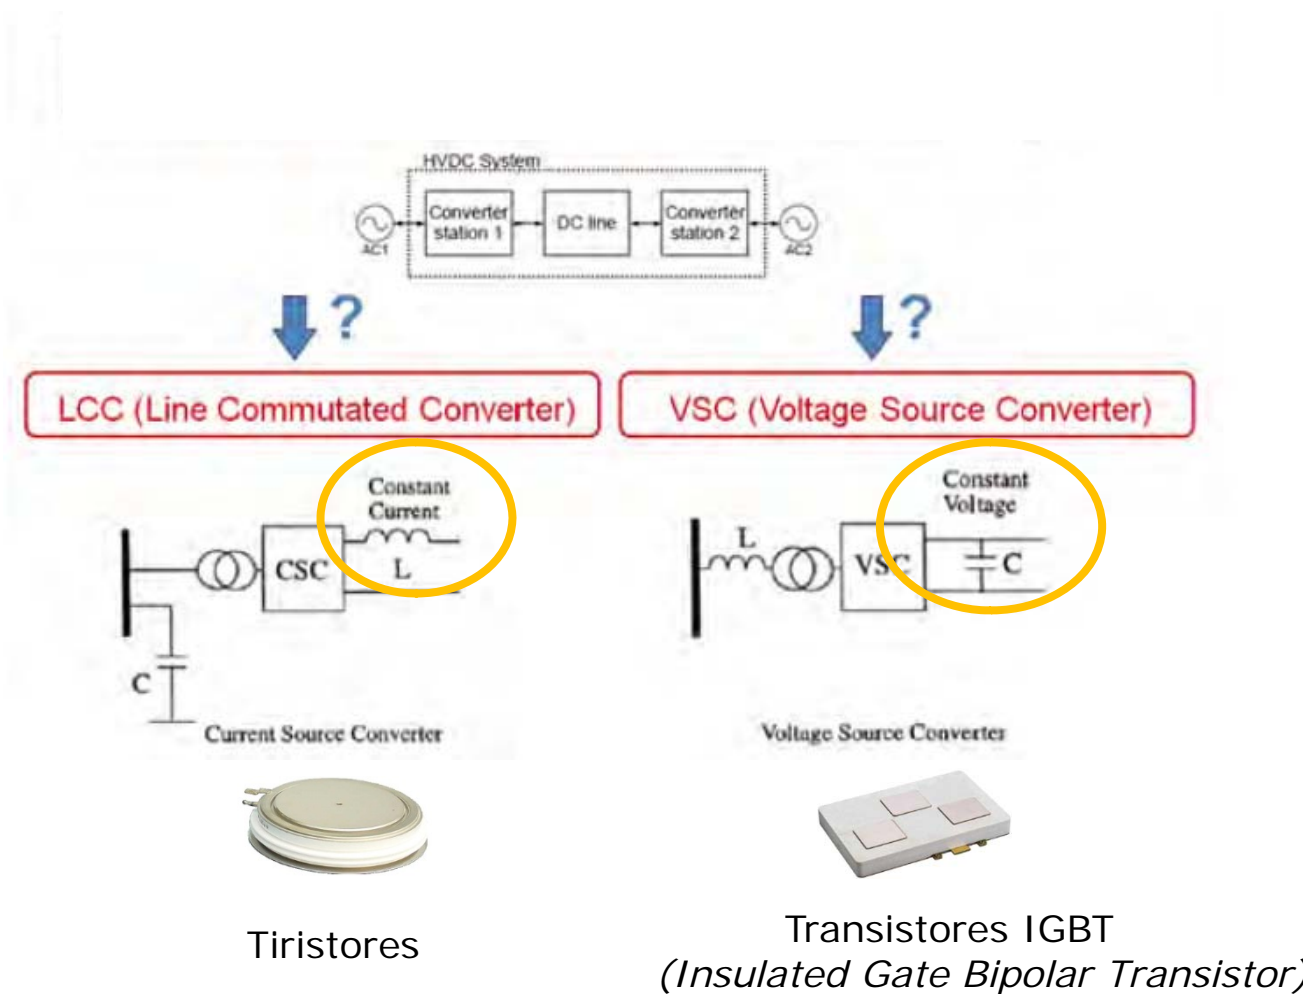 HVDC System
Converter
station 1
DC line
Converter
station 2
AC1
AC2
?
?
LCC (Line Commutated Converter)
VSC (Voltage Source Converter)
Constant
Current
CSC
L
C
Current Source Converter
Constant
Voltage
L
VSC
C
Voltage Source Converter
Tiristores
Transistores IGBT
(Insulated Gate Bipolar Transistor)